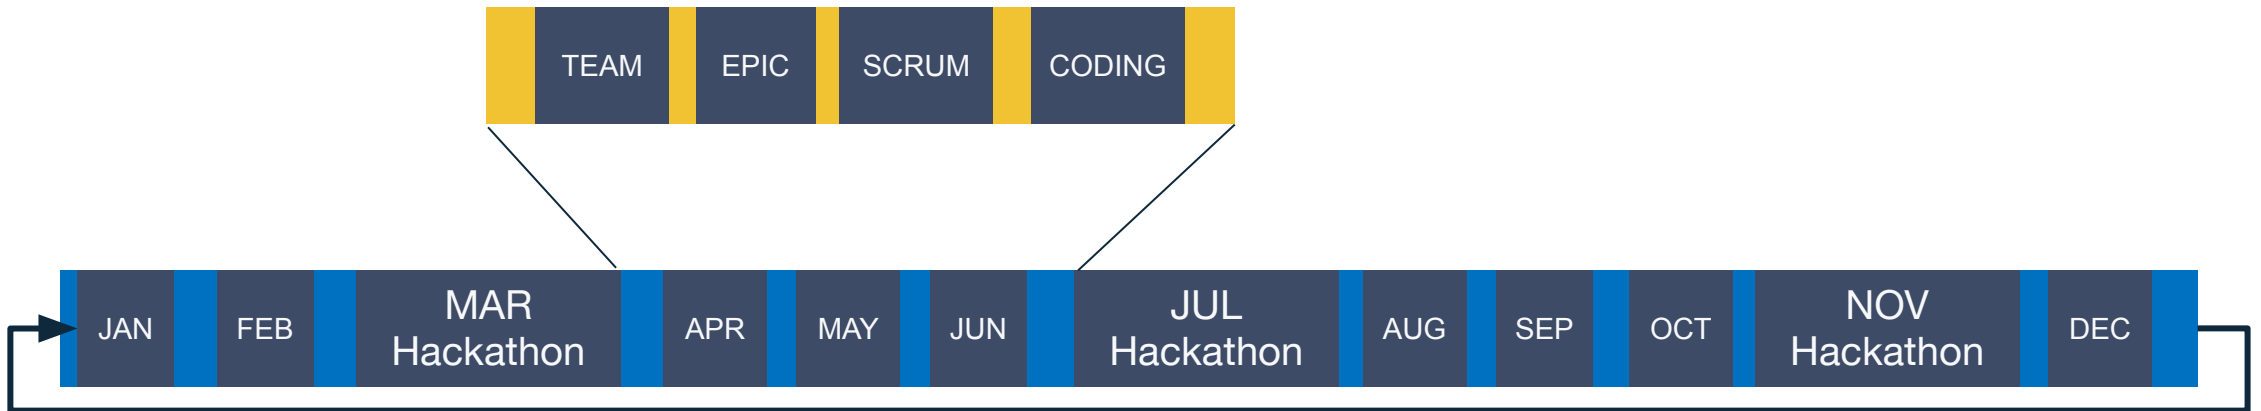 TEAM
EPIC
SCRUM
CODING
JAN
FEB
MAR
Hackathon
APR
MAY
JUN
JUL
Hackathon
AUG
SEP
OCT
NOV
Hackathon
DEC